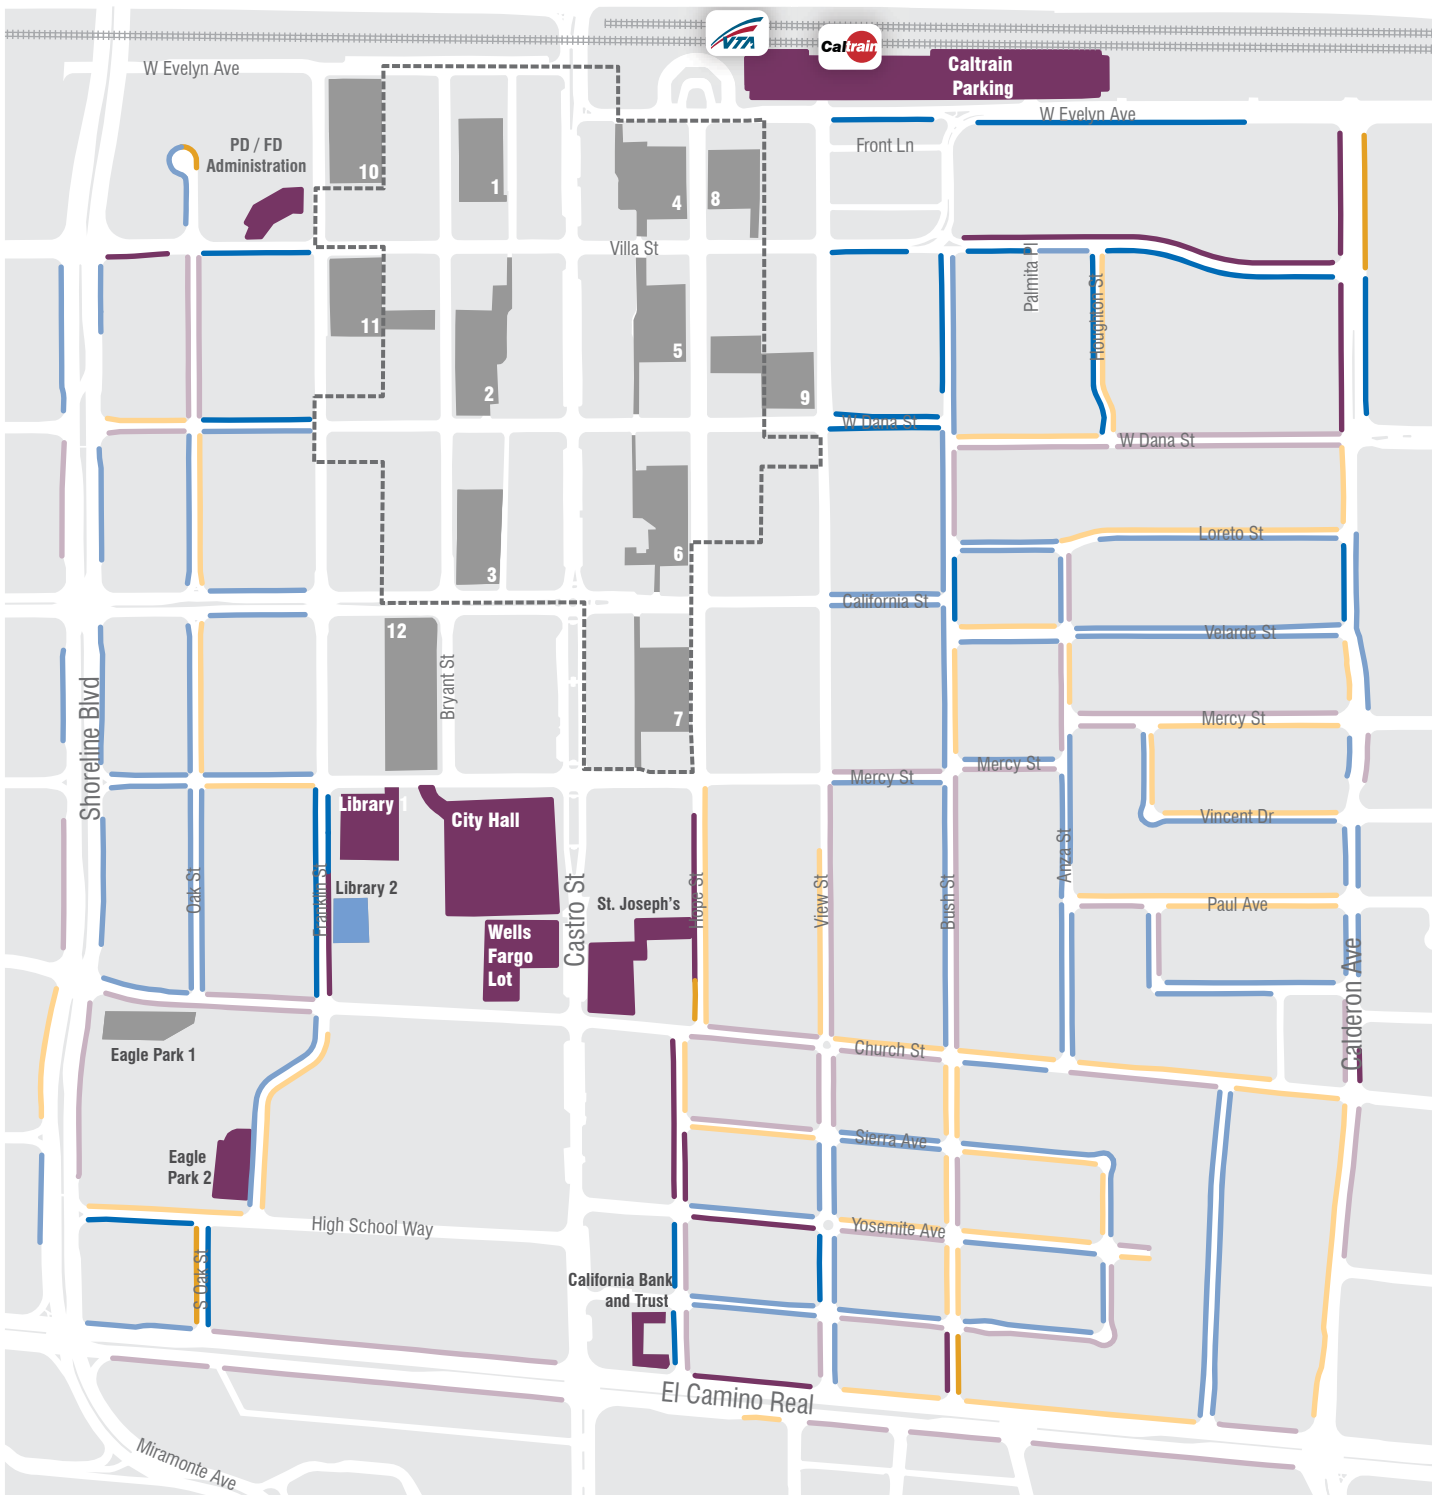 VTA
Caltrain
Caltrain
Parking
W Evelyn Ave
W Evelyn Ave
PD / FD
Administration
Front Ln
10
1
4
8
Villa St
Palmita Pl
Houghton St
11
5
2
9
W Dana St
W Dana St
Loreto St
6
3
California St
12
Velarde St
Bryant St
Shoreline Blvd
7
Mercy St
Mercy St
Mercy St
Library 1
City Hall
Vincent Dr
Anza St
Oak St
Franklin St
Library 2
Castro St
St. Joseph's
Hope St
View St
Bush St
Paul Ave
Wells
Fargo
Lot
Calderon Ave
Eagle Park 1
Church St
Eagle
Park 2
Sierra Ave
High School Way
Yosemite Ave
S Oak St
California Bank
and Trust
El Camino Real
Miramonte Ave